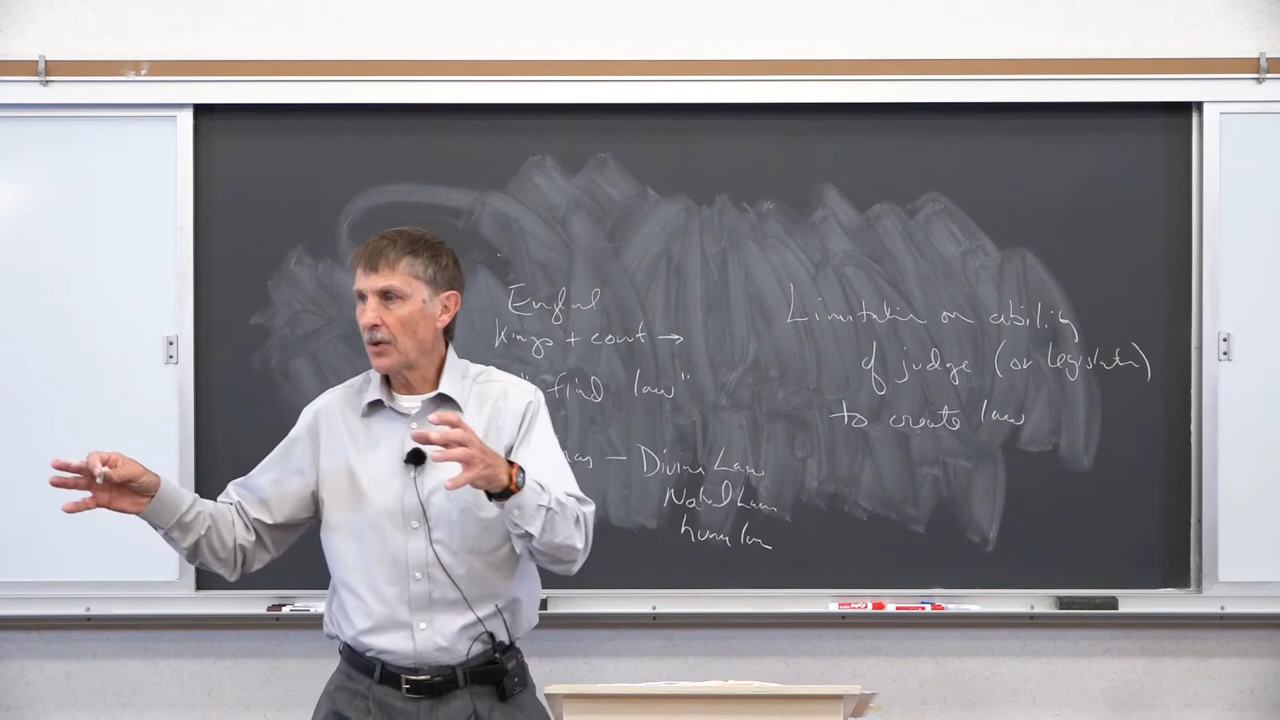 England
Kings + court →
"find law"
— Divine Law
Natural Law
human law
Limitation on ability
of judge (or legislator)
to create law